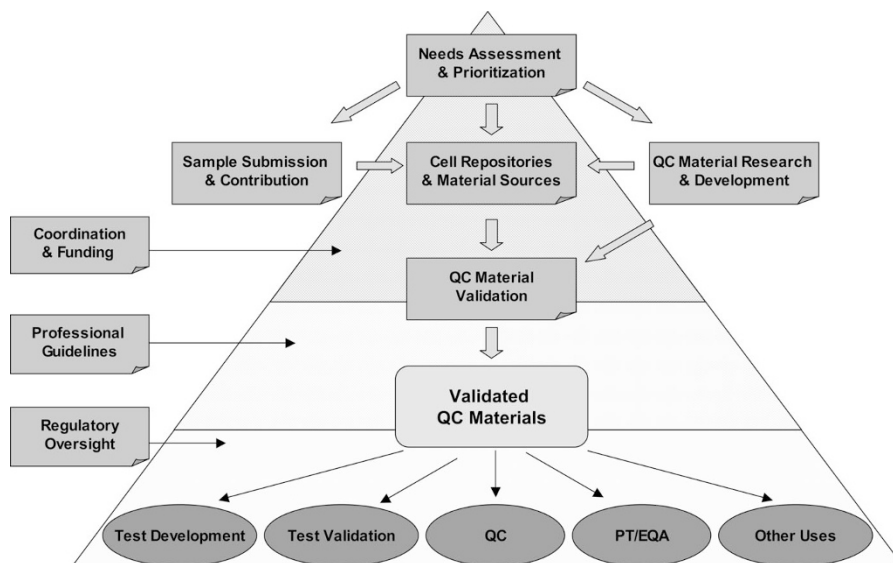 Needs Assessment
& Prioritization
Sample Submission
& Contribution
Cell Repositories
& Material Sources
QC Material Research
& Development
Coordination
& Funding
QC Material
Validation
Professional
Guidelines
Validated
QC Materials
Regulatory
Oversight
Test Development
Test Validation
QC
PT/EQA
Other Uses